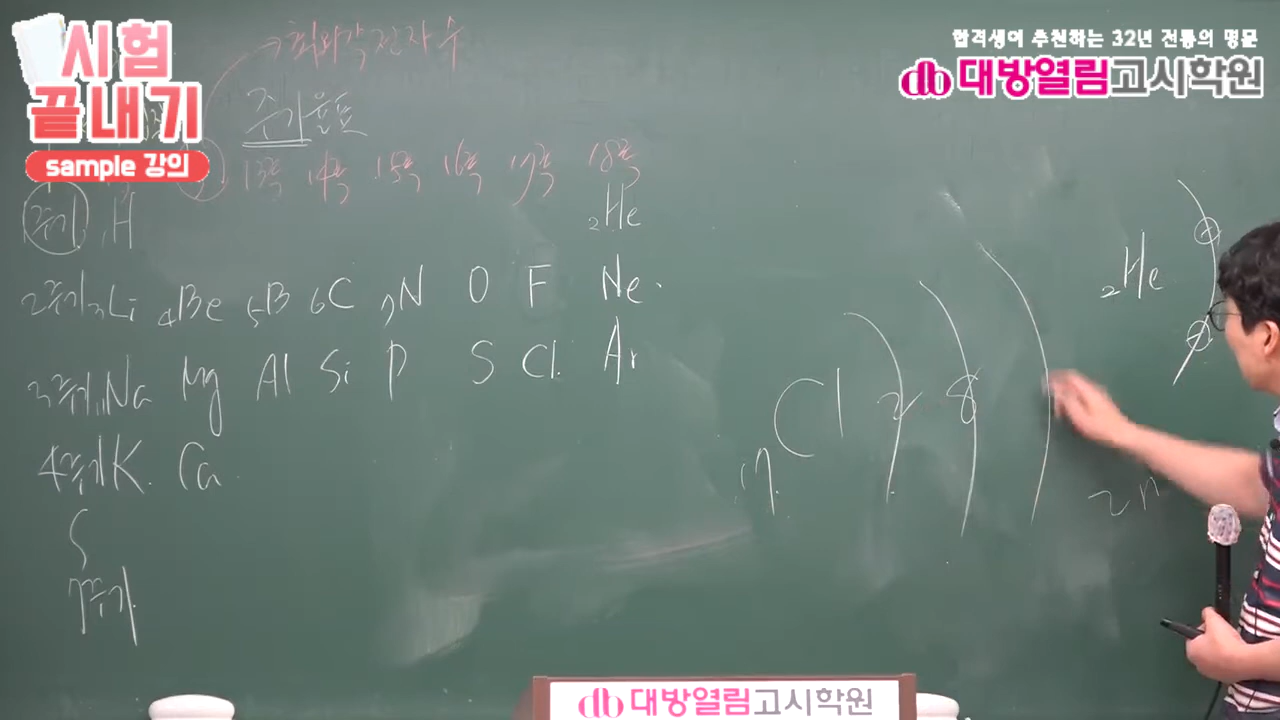 시험
끝내기
sample 강의
합격생이 추천하는 32년 전통의 명문
대방열림고시학원
→ 최외각전자수
주기율표
13족 14족 15족 16족 17족 18족
1주기 H ₂He
2주기 ₃Li ₄Be ₅B ₆C ₇N O F Ne
3주기 ₁₁Na Mg Al Si P S Cl Ar
4주기 K Ca
7주기
₁₇Cl 2 8
₂He
대방열림고시학원